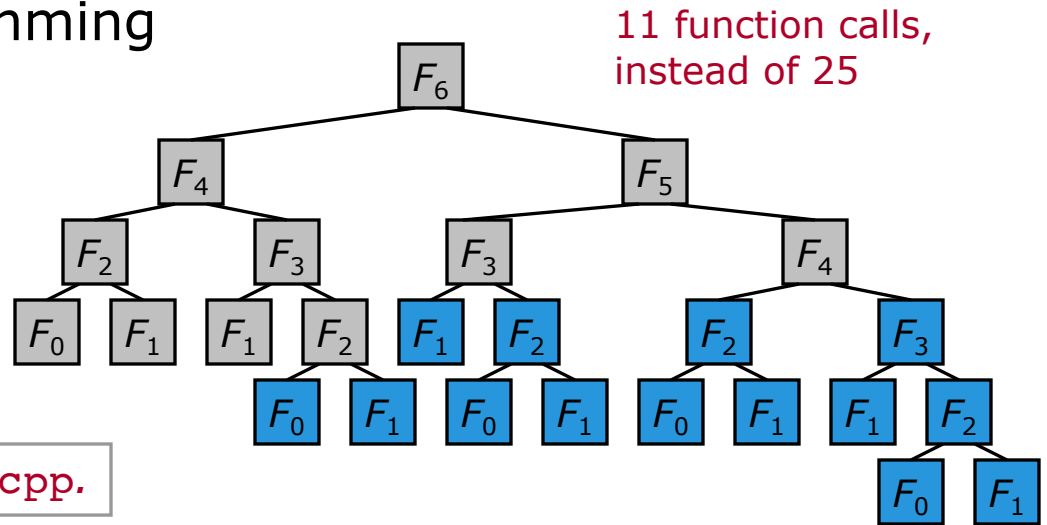 nming
11 function calls,
instead of 25
F₆
F₄ F₅
F₂ F₃ F₃ F₄
F₀ F₁ F₁ F₂ F₁ F₂ F₂ F₃
F₀ F₁ F₀ F₁ F₀ F₁ F₁ F₂
F₀ F₁
cpp.